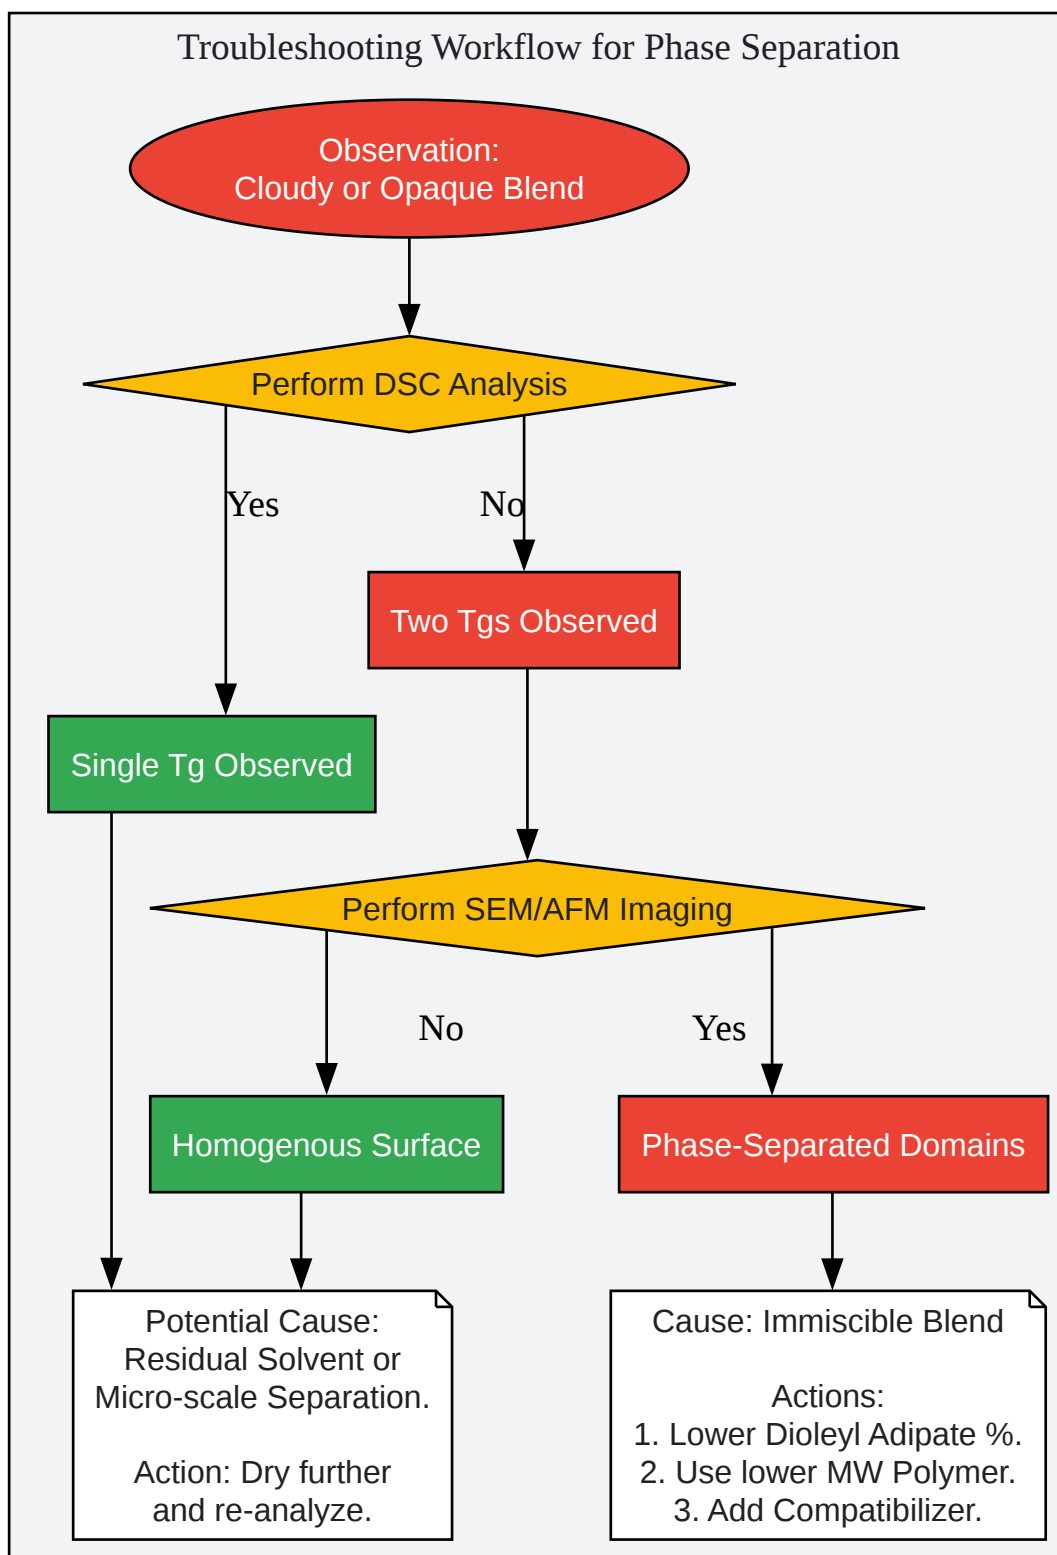 Troubleshooting Workflow for Phase Separation
Observation:
Cloudy or Opaque Blend
Perform DSC Analysis
Yes
No
Two Tgs Observed
Single Tg Observed
Perform SEM/AFM Imaging
No
Yes
Homogenous Surface
Phase-Separated Domains
Potential Cause:
Residual Solvent or
Micro-scale Separation.
Action: Dry further
and re-analyze.
Cause: Immiscible Blend
Actions:
1. Lower Dioleyl Adipate %.
2. Use lower MW Polymer.
3. Add Compatibilizer.